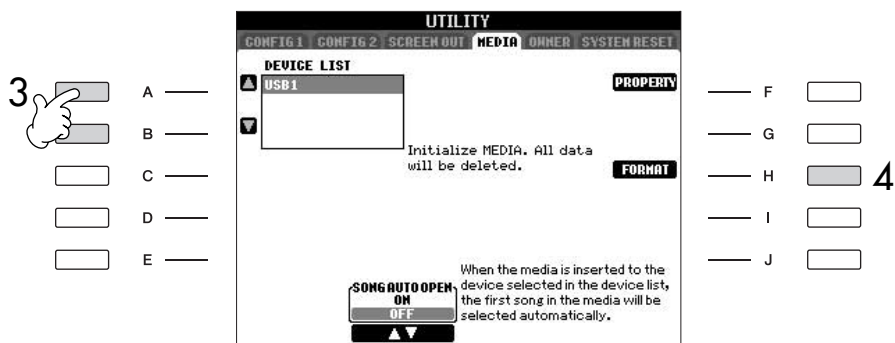 UTILITY
CONFIG 1 CONFIG 2 SCREEN OUT MEDIA OWNER SYSTEM RESET
DEVICE LIST
USB1
PROPERTY
3
A
F
B
G
Initialize MEDIA. All data
will be deleted.
FORMAT
C
H
4
D
I
E
J
SONG AUTO OPEN
ON
OFF
When the media is inserted to the
device selected in the device list,
the first song in the media will be
selected automatically.